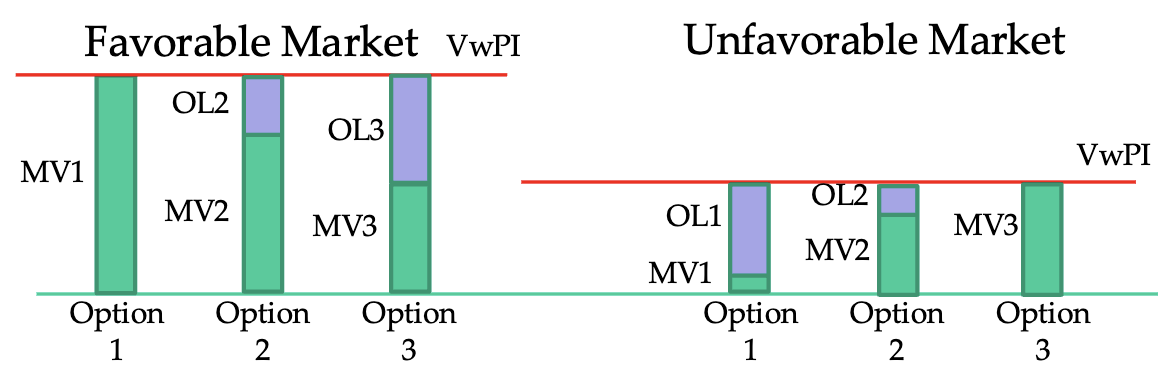 Favorable Market
VwPI
OL2
OL3
MV1
MV2
MV3
Option
1
Option
2
Option
3
Unfavorable Market
VwPI
OL1
OL2
MV1
MV2
MV3
Option
1
Option
2
Option
3